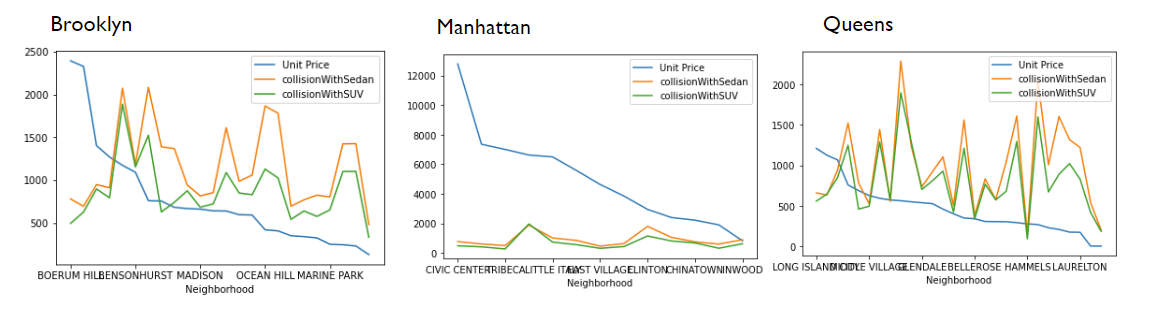 Brooklyn
2500
2000
1500
1000
500
Unit Price
collisionWithSedan
collisionWithSUV
BOERUM HILL BENSONHURST MADISON OCEAN HILL MARINE PARK
Neighborhood
Manhattan
12000
10000
8000
6000
4000
2000
0
Unit Price
collisionWithSedan
collisionWithSUV
CIVIC CENTER TRIBECA LITTLE ITALY EAST VILLAGE CLINTON CHINATOWN INWOOD
Neighborhood
Queens
2000
1500
1000
500
0
Unit Price
collisionWithSedan
collisionWithSUV
LONG ISLAND CITY MIDDLE VILLAGE GLENDALE BELLEROSE HAMMELS LAURELTON
Neighborhood